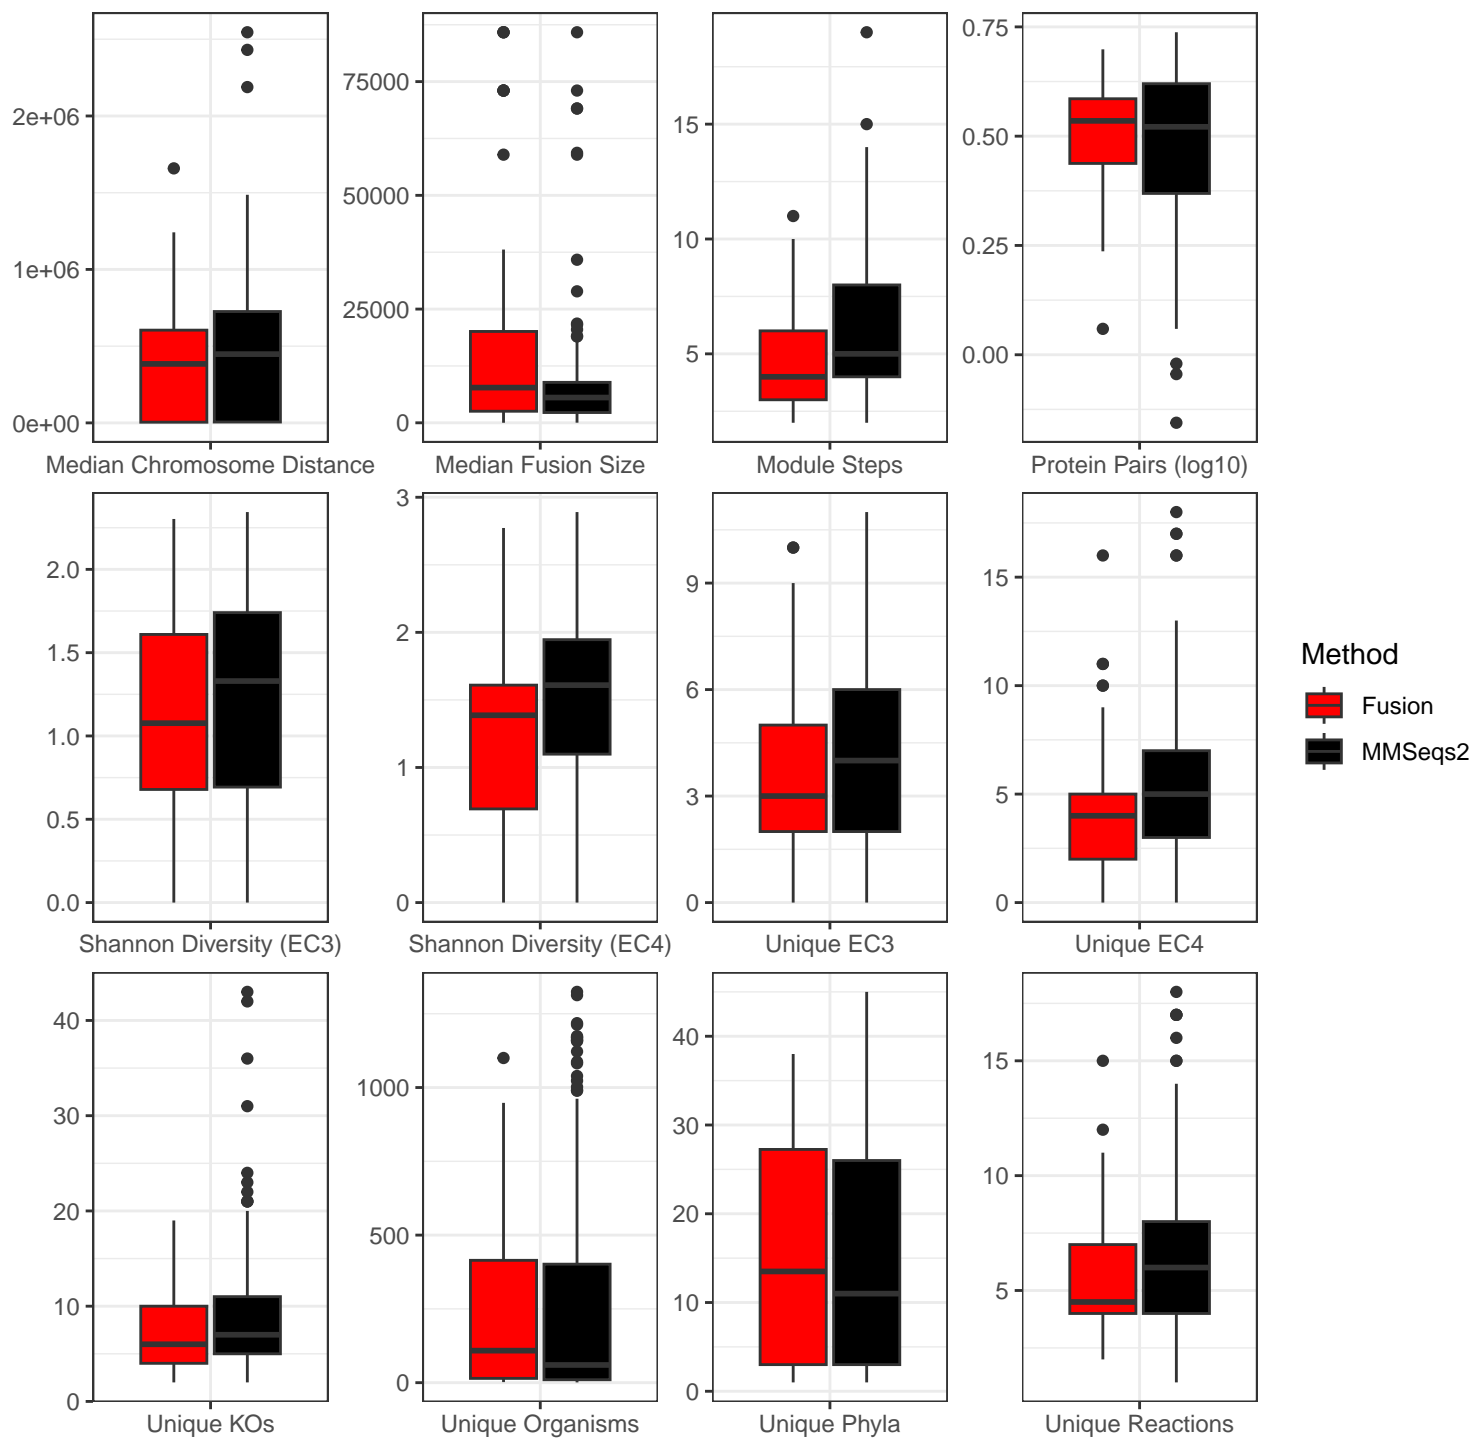 2e+06
1e+06
0e+00
Median Chromosome Distance
75000
50000
25000
0
Median Fusion Size
15
10
5
Module Steps
0.75
0.50
0.25
0.00
Protein Pairs (log10)
2.0
1.5
1.0
0.5
0.0
Shannon Diversity (EC3)
3
2
1
0
Shannon Diversity (EC4)
9
6
3
0
Unique EC3
15
10
5
0
Unique EC4
40
30
20
10
0
Unique KOs
1000
500
0
Unique Organisms
40
30
20
10
0
Unique Phyla
15
10
5
Unique Reactions
Method
Fusion
MMSeqs2